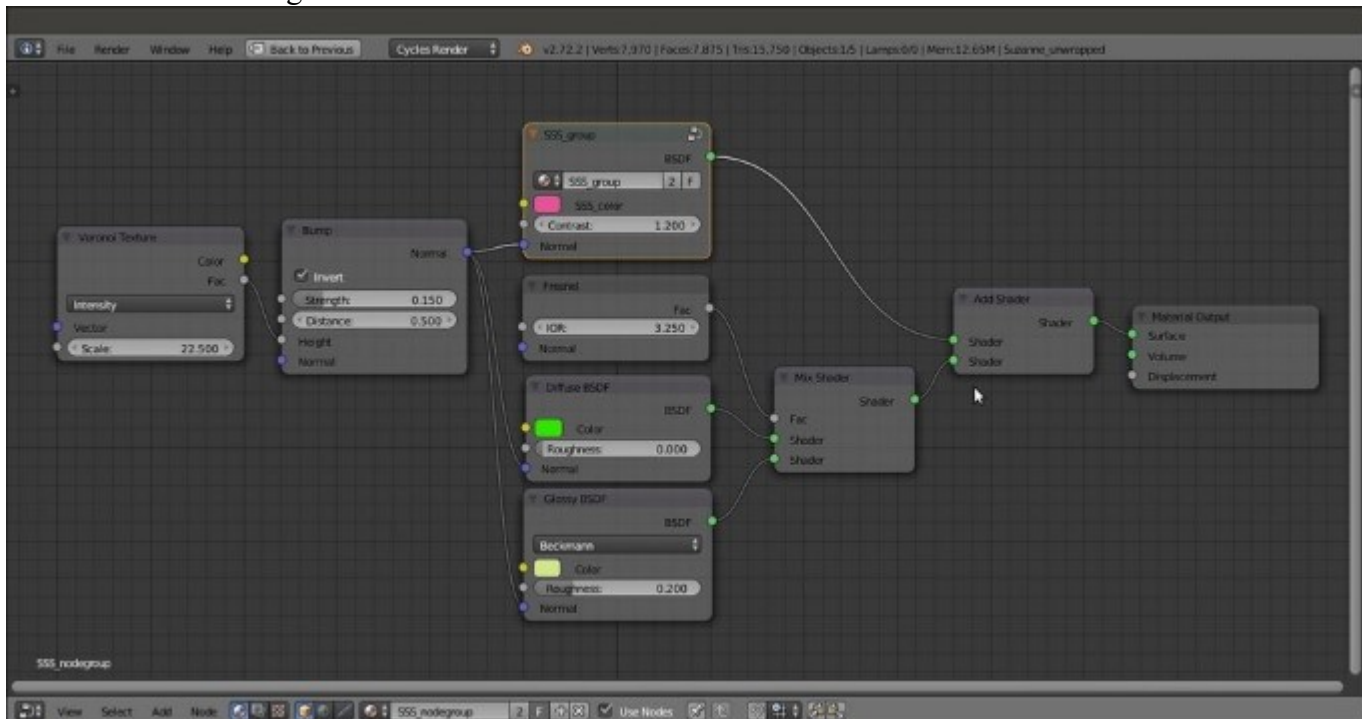 File Render Window Help Back to Previous Cycles Render v2.72.2 | Verts:7,970 | Faces:7,875 | Tris:15,750 | Objects:1/5 | Lamps:0/0 | Mem:12.65M | Suzanne_unwrapped
SSS_group
BSDF
SSS_group 2 F
SSS_color
Contrast: 1.200
Normal
Voronoi Texture
Color
Fac
Intensity
Vector
Scale: 22.500
Bump
Normal
Invert
Strength: 0.150
Distance: 0.500
Height
Normal
Fresnel
Fac
IOR: 3.250
Normal
Diffuse BSDF
BSDF
Color
Roughness: 0.000
Normal
Glossy BSDF
BSDF
Beckmann
Color
Roughness: 0.200
Normal
Mix Shader
Shader
Fac
Shader
Shader
Add Shader
Shader
Shader
Shader
Material Output
Surface
Volume
Displacement
SSS_nodegroup
View Select Add Node SSS_nodegroup 2 F Use Nodes